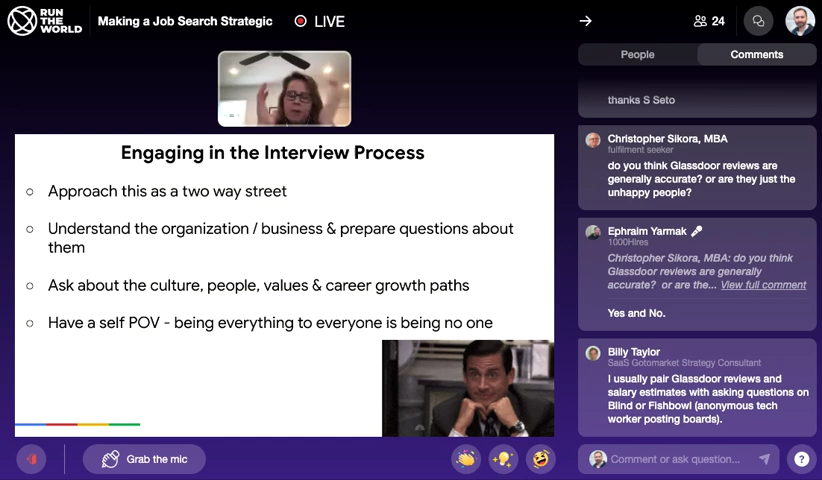 RUN
THE
WORLD
Making a Job Search Strategic
LIVE
24
Engaging in the Interview Process
Approach this as a two way street
Understand the organization / business & prepare questions about
them
Ask about the culture, people, values & career growth paths
Have a self POV - being everything to everyone is being no one
Grab the mic
People
Comments
thanks S Seto
Christopher Sikora, MBA
fulfilment seeker
do you think Glassdoor reviews are
generally accurate? or are they just the
unhappy people?
Ephraim Yarmak
1000Hires
Christopher Sikora, MBA: do you think
Glassdoor reviews are generally
accurate? or are the... View full comment
Yes and No.
Billy Taylor
SaaS Gotomarket Strategy Consultant
I usually pair Glassdoor reviews and
salary estimates with asking questions on
Blind or Fishbowl (anonymous tech
worker posting boards).
Comment or ask question...
?